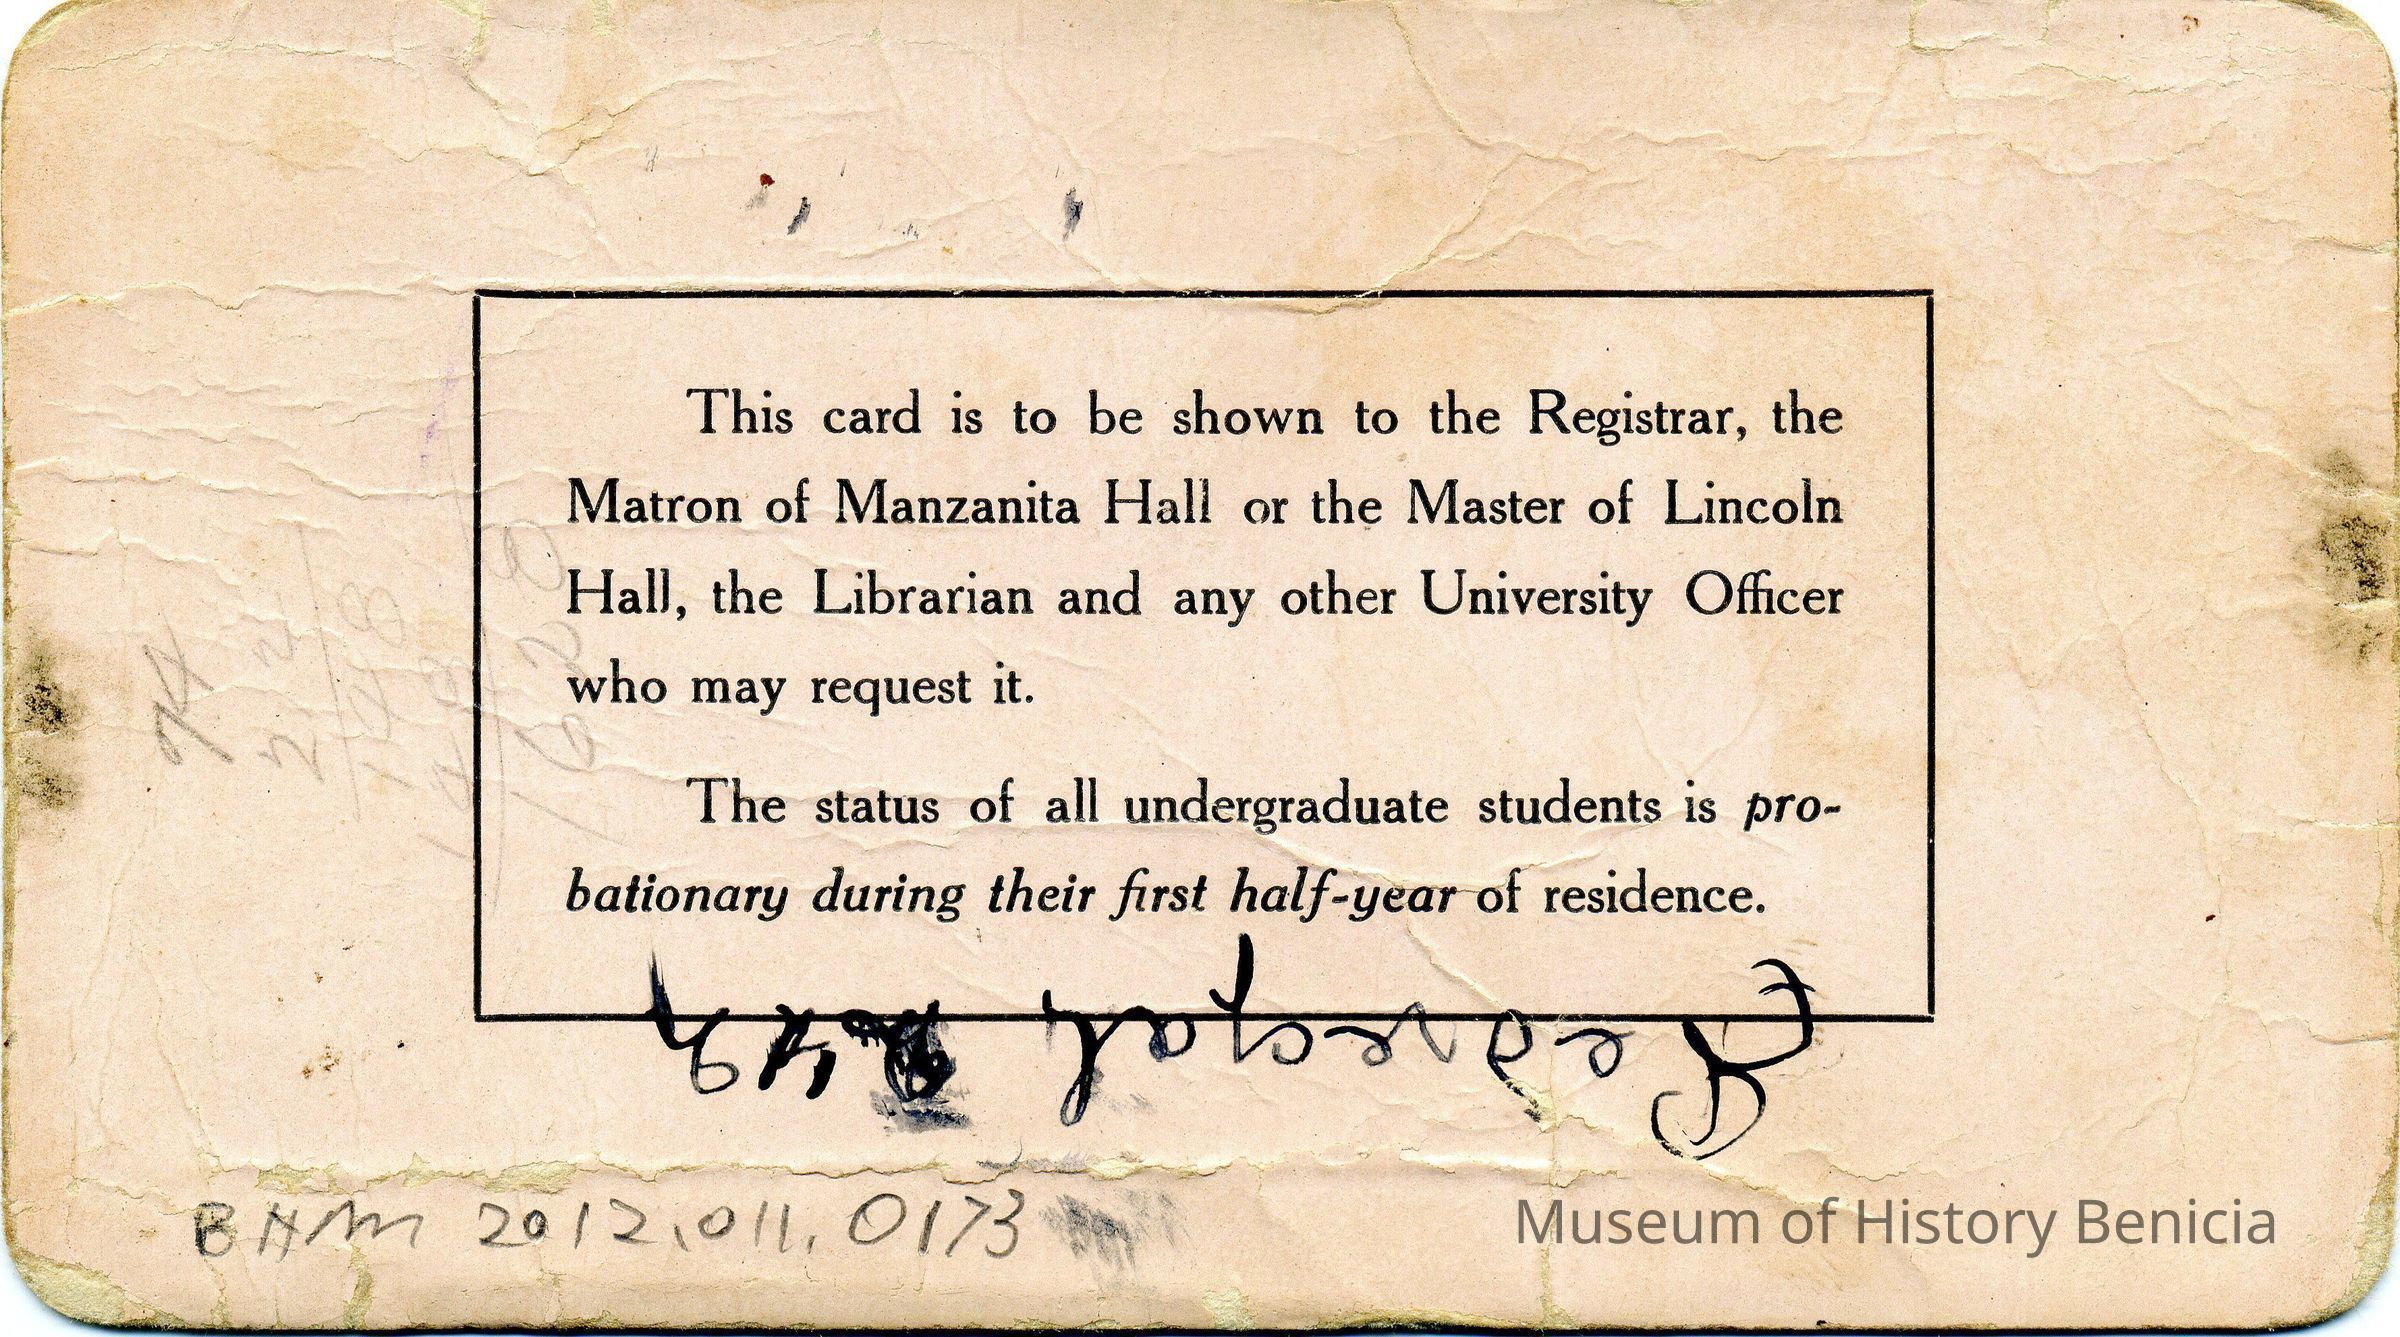 This card is to be shown to the Registrar, the
Matron of Manzanita Hall or the Master of Lincoln
Hall, the Librarian and any other University Officer
who may request it.
The status of all undergraduate students is pro-
bationary during their first half-year of residence.
BHM 2012.011.0173
Museum of History Benicia